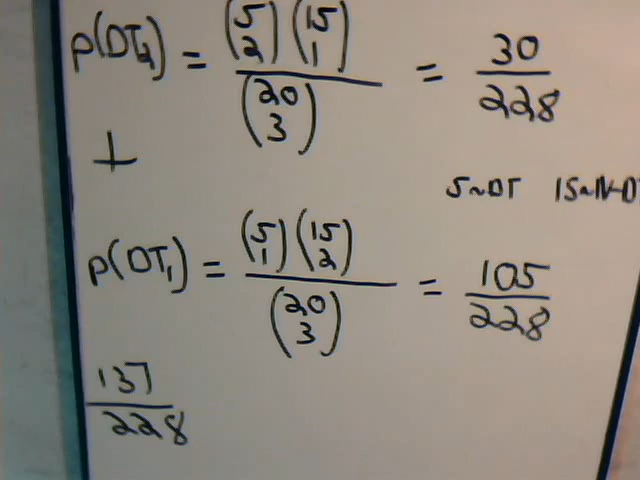 P(DT₂) = (5 2)(15 1) / (20 3) = 30/228
+
5~DT 15~N-DT
P(DT₁) = (5 1)(15 2) / (20 3) = 105/228
137/228